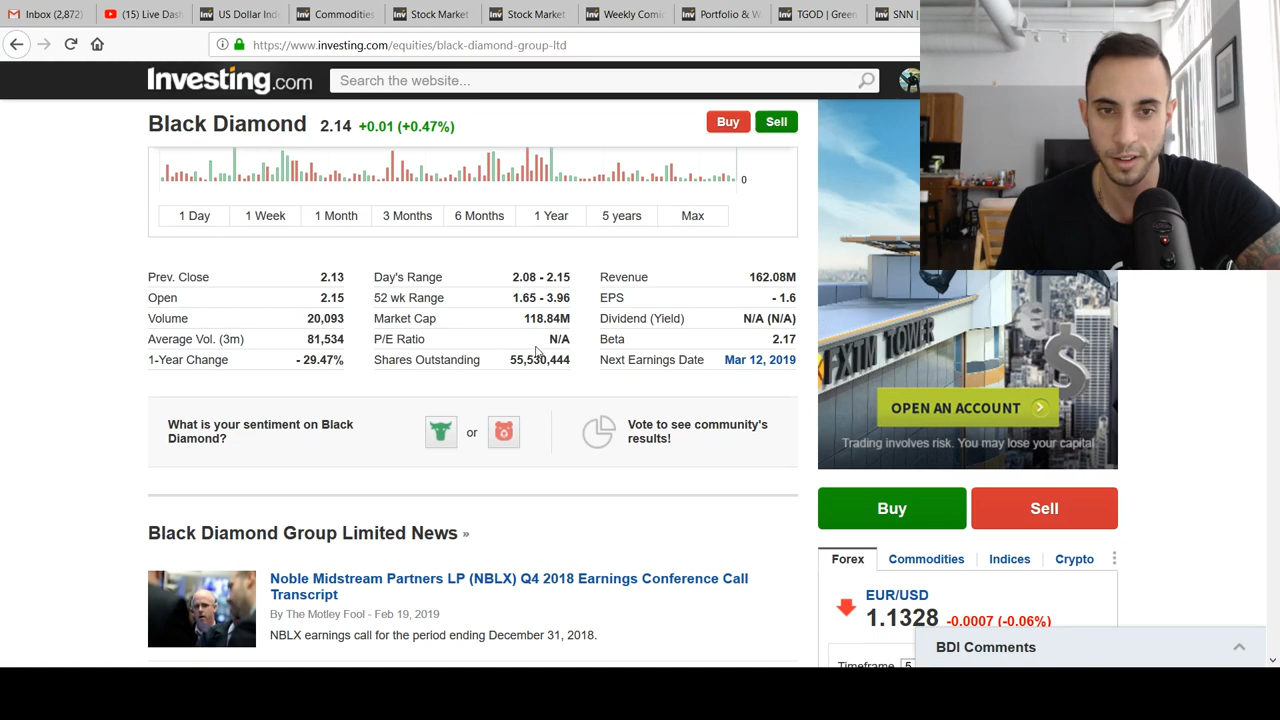 Inbox (2,872)
(15) Live Das
US Dollar Ind
Commodities
Stock Market
Stock Market
Weekly Comi
Portfolio & W
TGOD | Green
SNN |
https://www.investing.com/equities/black-diamond-group-ltd
Investing.com
Search the website...
Black Diamond 2.14 +0.01 (+0.47%)
Buy
Sell
0
1 Day
1 Week
1 Month
3 Months
6 Months
1 Year
5 years
Max
Prev. Close 2.13 Day's Range 2.08 - 2.15 Revenue 162.08M
Open 2.15 52 wk Range 1.65 - 3.96 EPS - 1.6
Volume 20,093 Market Cap 118.84M Dividend (Yield) N/A (N/A)
Average Vol. (3m) 81,534 P/E Ratio N/A Beta 2.17
1-Year Change - 29.47% Shares Outstanding 55,530,444 Next Earnings Date Mar 12, 2019
What is your sentiment on Black
Diamond?
or
Vote to see community's
results!
Black Diamond Group Limited News »
Noble Midstream Partners LP (NBLX) Q4 2018 Earnings Conference Call
Transcript
By The Motley Fool - Feb 19, 2019
NBLX earnings call for the period ending December 31, 2018.
FXTM TOWER
OPEN AN ACCOUNT
Trading involves risk. You may lose your capital.
Buy
Sell
Forex
Commodities
Indices
Crypto
EUR/USD
1.1328 -0.0007 (-0.06%)
Timeframe 5
BDI Comments